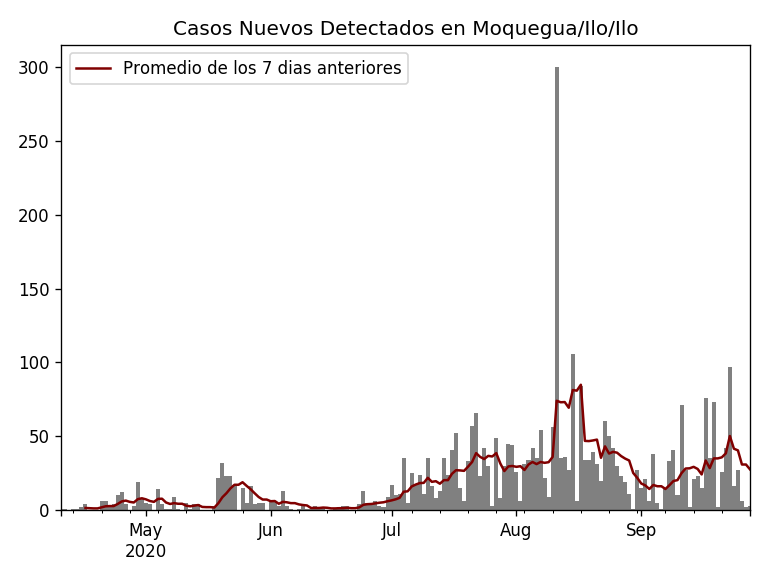 Casos Nuevos Detectados en Moquegua/Ilo/Ilo
Promedio de los 7 dias anteriores
300
250
200
150
100
50
0
May
2020
Jun
Jul
Aug
Sep